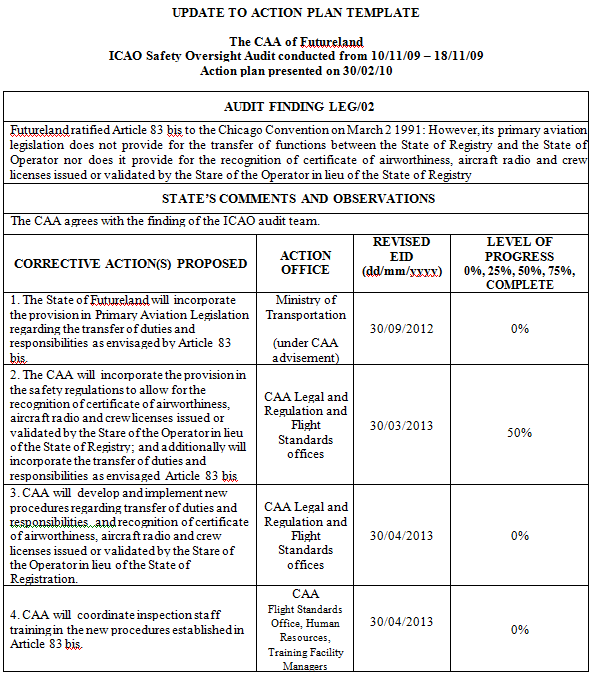 UPDATE TO ACTION PLAN TEMPLATE
The CAA of Futureland
ICAO Safety Oversight Audit conducted from 10/11/09 – 18/11/09
Action plan presented on 30/02/10
AUDIT FINDING LEG/02
Futureland ratified Article 83 bis to the Chicago Convention on March 2 1991: However, its primary aviation
legislation does not provide for the transfer of functions between the State of Registry and the State of
Operator nor does it provide for the recognition of certificate of airworthiness, aircraft radio and crew
licenses issued or validated by the Stare of the Operator in lieu of the State of Registry
STATE'S COMMENTS AND OBSERVATIONS
The CAA agrees with the finding of the ICAO audit team.
CORRECTIVE ACTION(S) PROPOSED
ACTION
OFFICE
REVISED
EID
(dd/mm/yyyy)
LEVEL OF
PROGRESS
0%, 25%, 50%, 75%,
COMPLETE
1. The State of Futureland will incorporate
the provision in Primary Aviation Legislation
regarding the transfer of duties and
responsibilities as envisaged by Article 83
bis.
Ministry of
Transportation
(under CAA
advisement)
30/09/2012
0%
2. The CAA will incorporate the provision in
the safety regulations to allow for the
recognition of certificate of airworthiness,
aircraft radio and crew licenses issued or
validated by the Stare of the Operator in lieu
of the State of Registry; and additionally will
incorporate the transfer of duties and
responsibilities as envisaged Article 83 bis
CAA Legal and
Regulation and
Flight
Standards
offices
30/03/2013
50%
3. CAA will develop and implement new
procedures regarding transfer of duties and
responsibilities and recognition of certificate
of airworthiness, aircraft radio and crew
licenses issued or validated by the Stare of
the Operator in lieu of the State of
Registration.
CAA Legal and
Regulation and
Flight
Standards
offices
30/04/2013
0%
4. CAA will coordinate inspection staff
training in the new procedures established in
Article 83 bis.
CAA
Flight Standards
Office, Human
Resources,
Training Facility
Managers
30/04/2013
0%